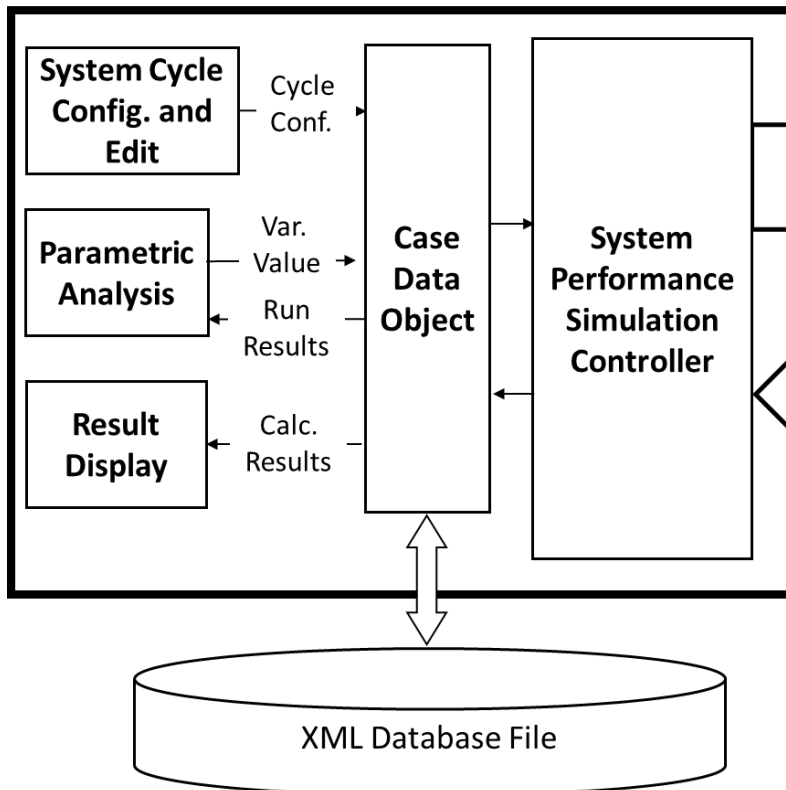 System Cycle
Config. and
Edit
Cycle
Conf.
Parametric
Analysis
Var.
Value
Run
Results
Result
Display
Calc.
Results
Case
Data
Object
System
Performance
Simulation
Controller
XML Database File